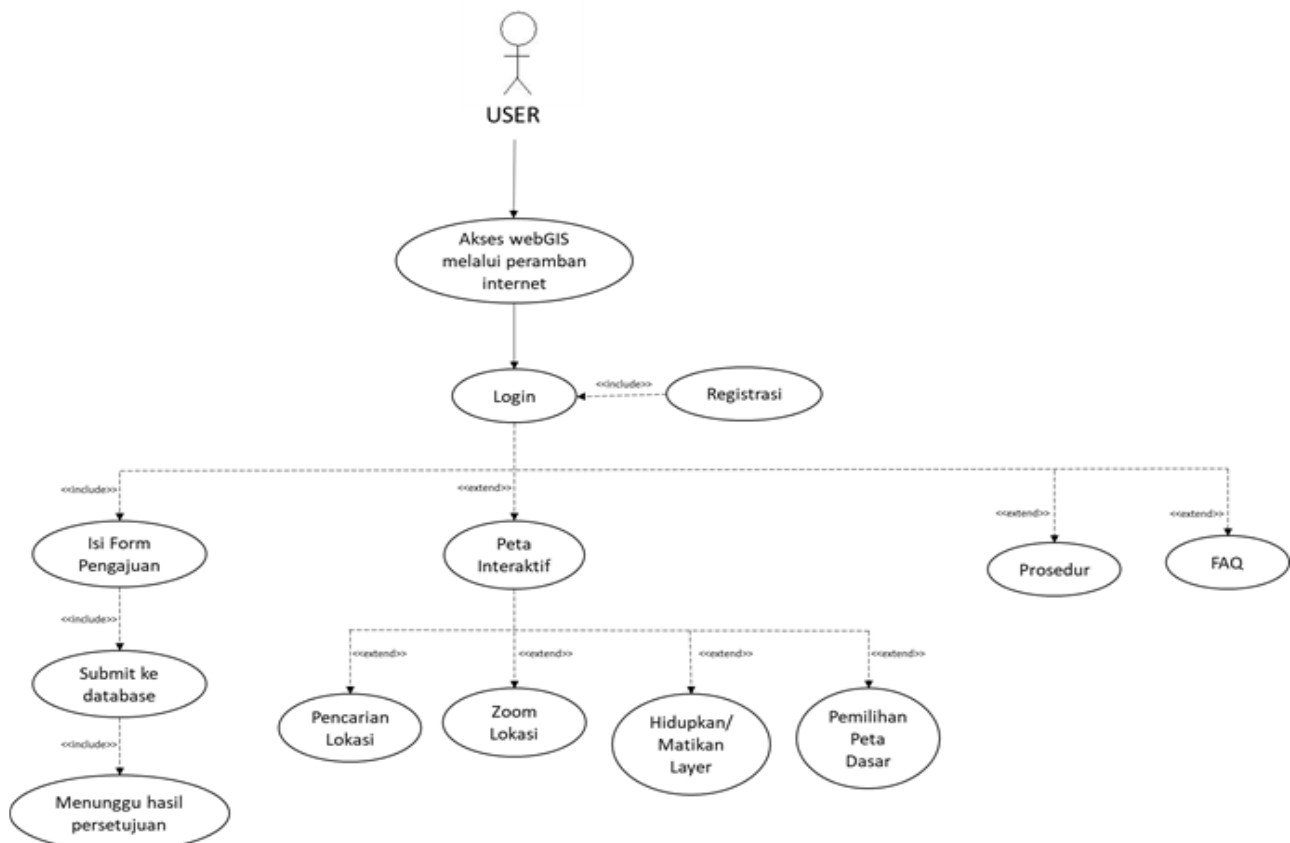 USER
Akses webGIS
melalui peramban
internet
Login
<<include>>
Registrasi
<<include>>
<<extend>>
<<extend>>
<<extend>>
Isi Form
Pengajuan
Peta
Interaktif
Prosedur
FAQ
<<include>>
Submit ke
database
<<extend>>
<<extend>>
<<extend>>
<<extend>>
Pencarian
Lokasi
Zoom
Lokasi
Hidupkan/
Matikan
Layer
Pemilihan
Peta
Dasar
<<include>>
Menunggu hasil
persetujuan